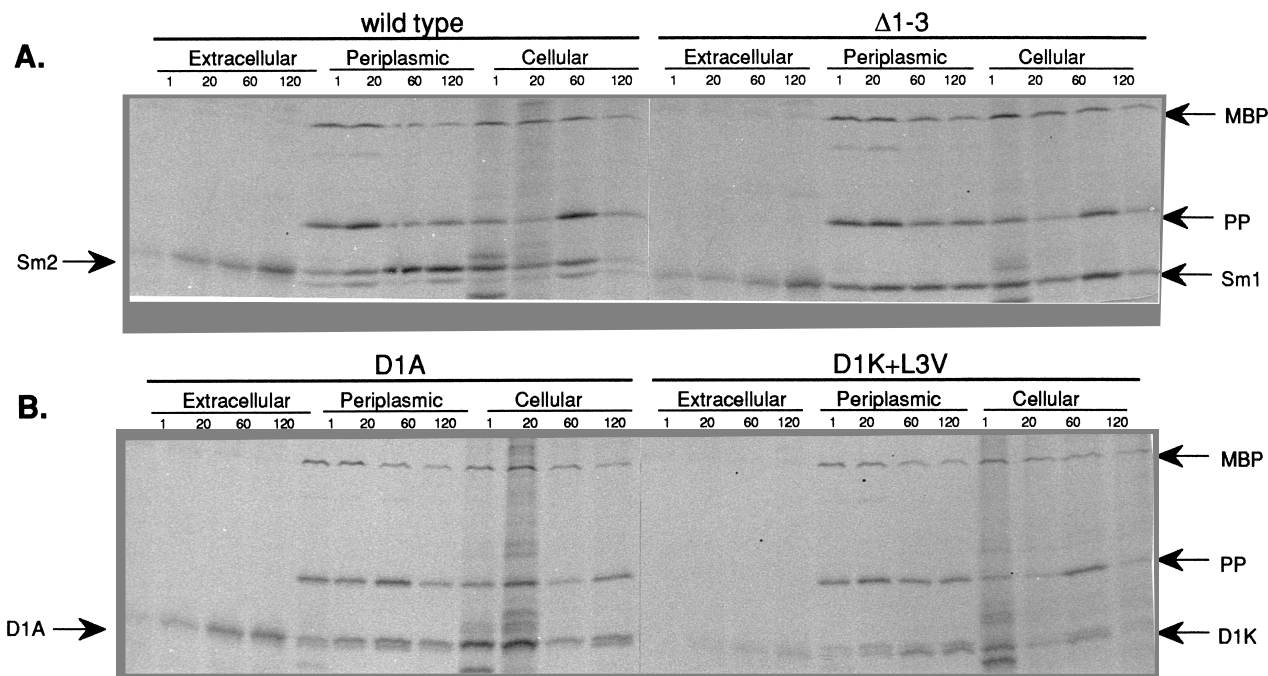 wild type Δ1-3
A.
Extracellular Periplasmic Cellular Extracellular Periplasmic Cellular
1 20 60 120 1 20 60 120 1 20 60 120 1 20 60 120 1 20 60 120 1 20 60 120
MBP
PP
Sm2
Sm1
D1A D1K+L3V
B.
Extracellular Periplasmic Cellular Extracellular Periplasmic Cellular
1 20 60 120 1 20 60 120 1 20 60 120 1 20 60 120 1 20 60 120 1 20 60 120
MBP
PP
D1A
D1K